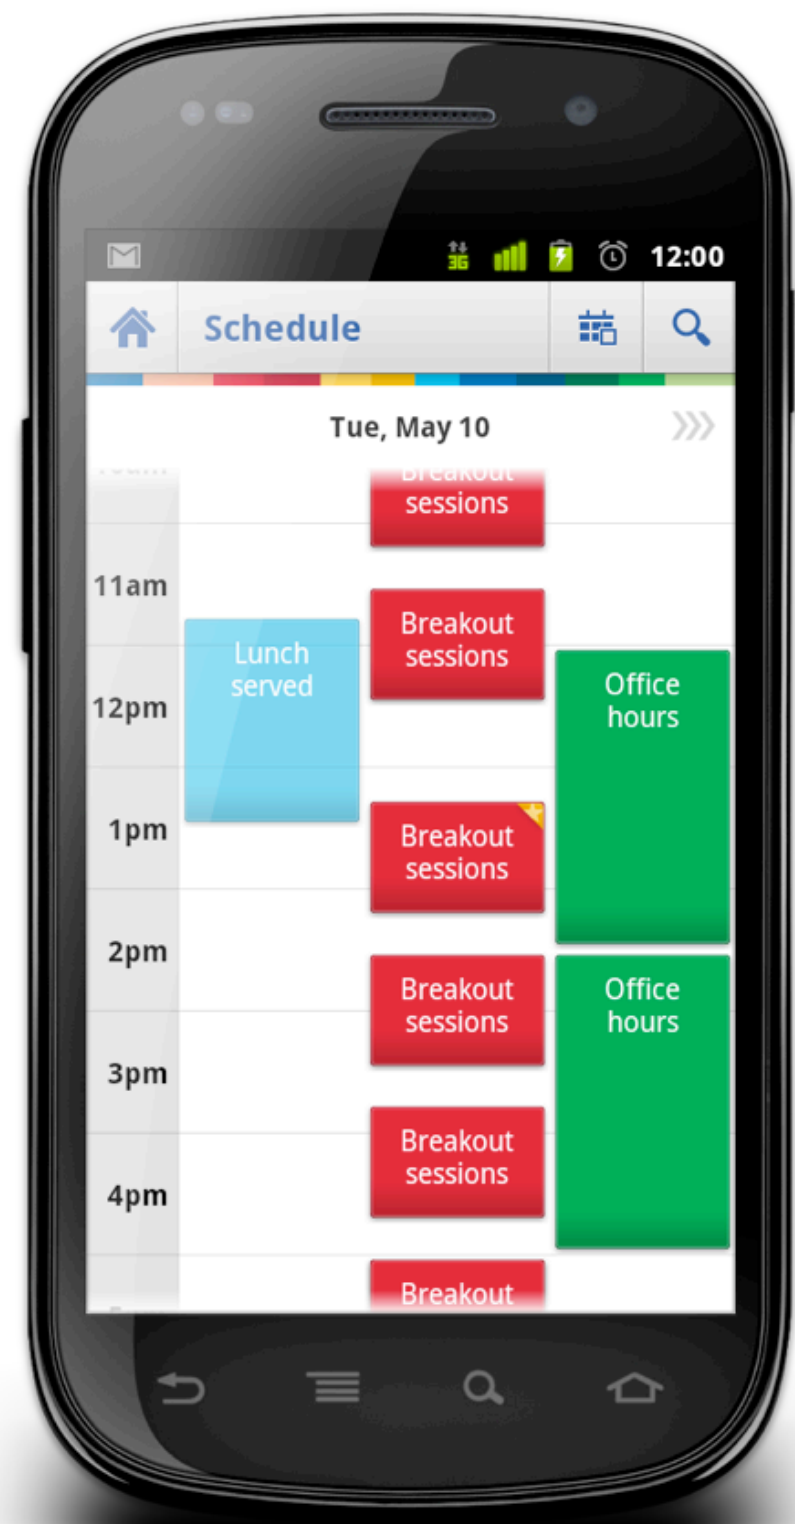 3G
12:00
Schedule
Tue, May 10
Breakout
sessions
11am
Breakout
sessions
Lunch
served
Office
hours
12pm
1pm
Breakout
sessions
2pm
Breakout
sessions
Office
hours
3pm
Breakout
sessions
4pm
Breakout